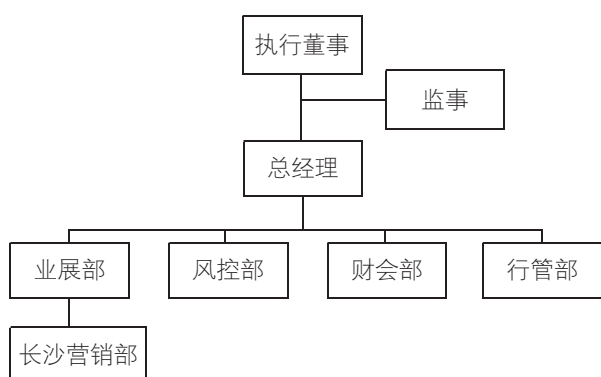 执行董事
监事
总经理
业展部
风控部
财会部
行管部
长沙营销部